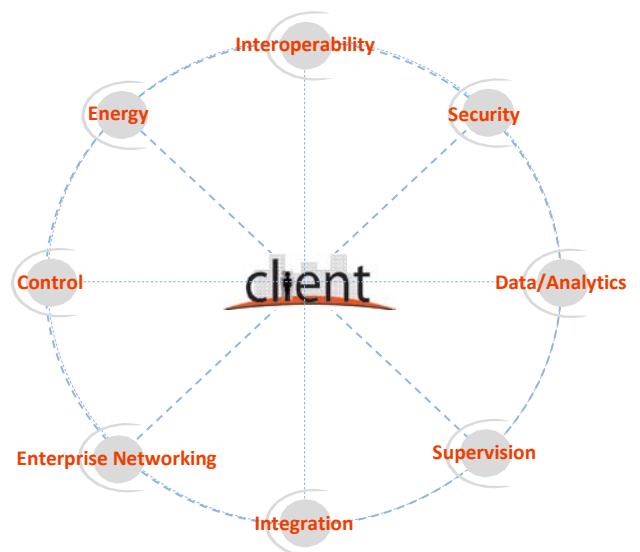 Interoperability
Energy
Security
client
Control
Data/Analytics
Enterprise Networking
Supervision
Integration